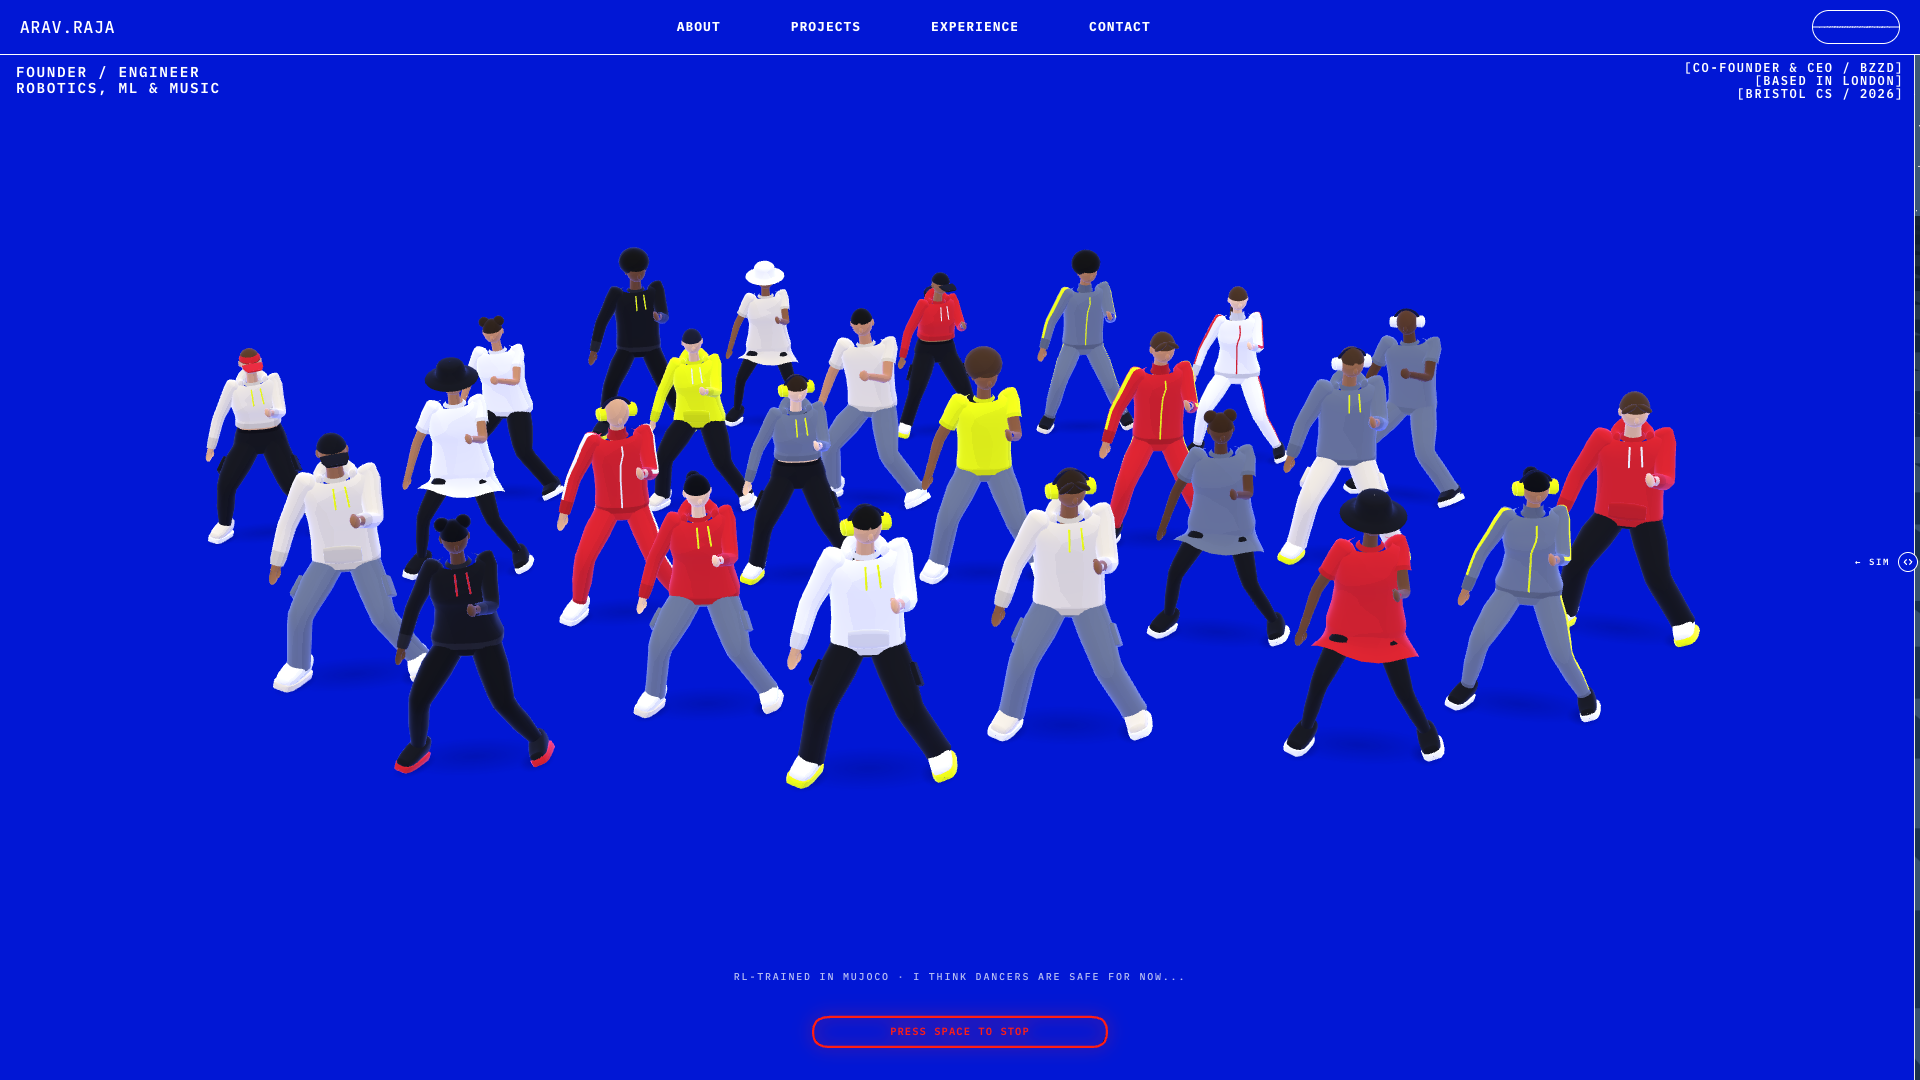 ARAV.RAJA
ABOUT PROJECTS EXPERIENCE CONTACT
FOUNDER / ENGINEER
ROBOTICS, ML & MUSIC
[CO-FOUNDER & CEO / BZZD]
[BASED IN LONDON]
[BRISTOL CS / 2026]
← SIM
RL-TRAINED IN MUJOCO · I THINK DANCERS ARE SAFE FOR NOW...
PRESS SPACE TO STOP